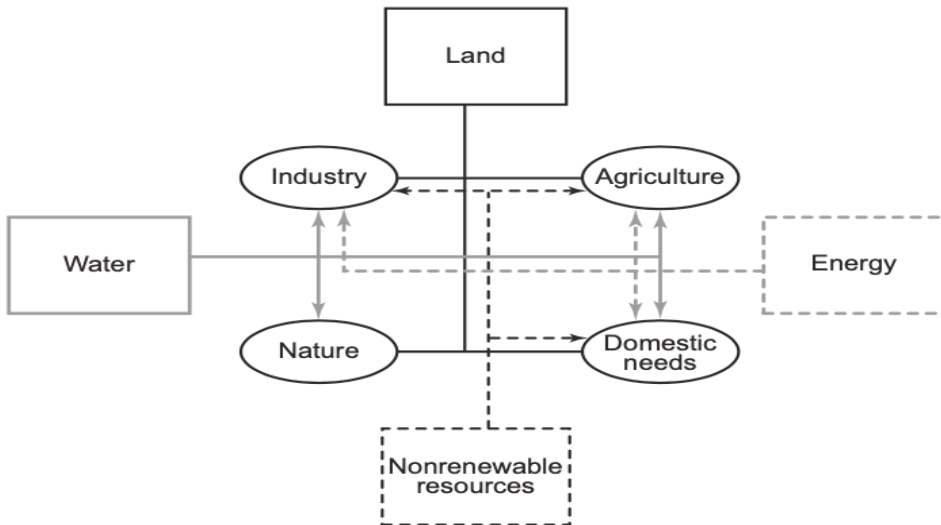 Land
Industry
Agriculture
Water
Energy
Nature
Domestic
needs
Nonrenewable
resources